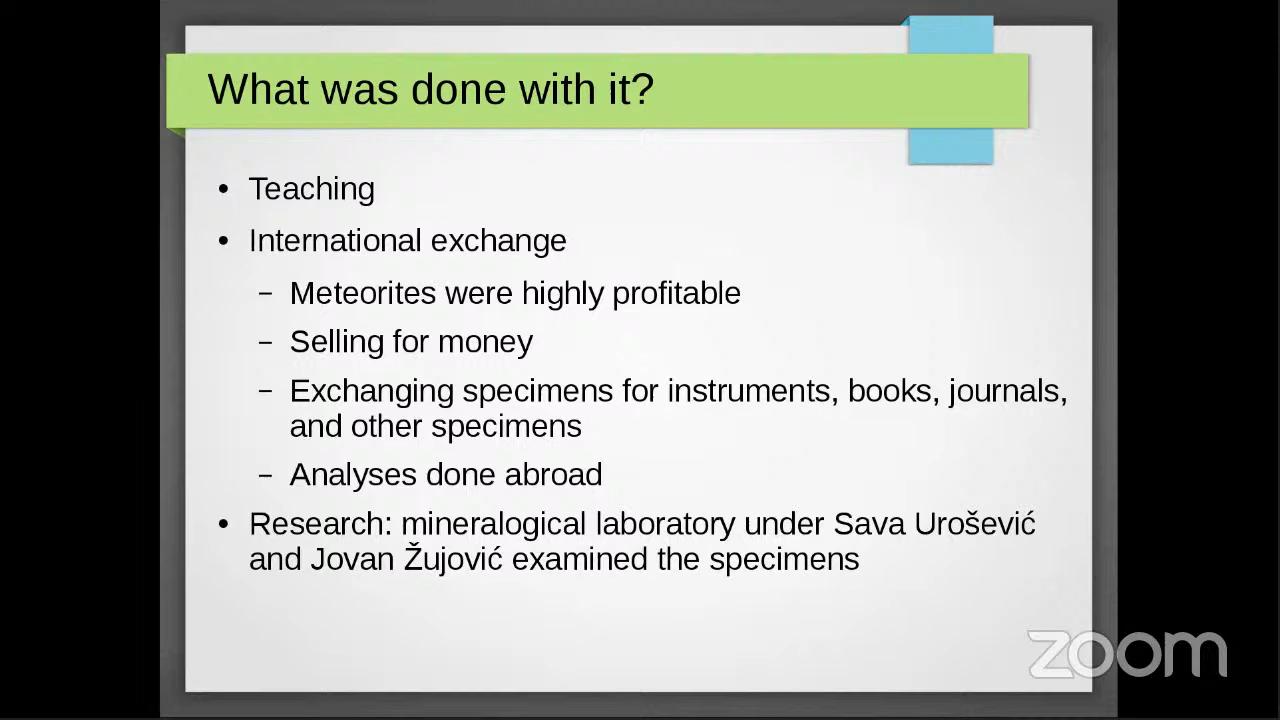 What was done with it?
• Teaching
• International exchange
– Meteorites were highly profitable
– Selling for money
– Exchanging specimens for instruments, books, journals,
and other specimens
– Analyses done abroad
• Research: mineralogical laboratory under Sava Urošević
and Jovan Žujović examined the specimens
zoom